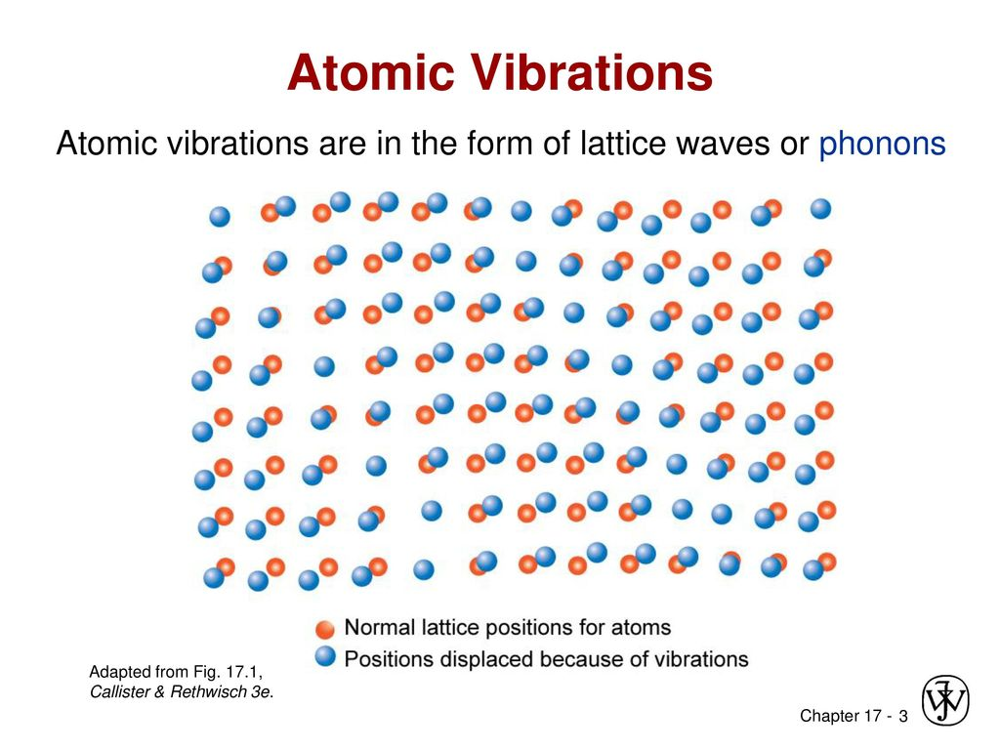 Atomic Vibrations
Atomic vibrations are in the form of lattice waves or phonons
Normal lattice positions for atoms
Positions displaced because of vibrations
Adapted from Fig. 17.1,
Callister & Rethwisch 3e.
Chapter 17 - 3